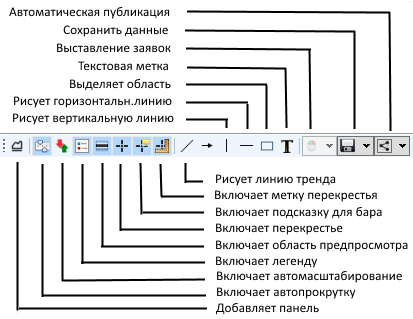 Автоматическая публикация
Сохранить данные
Выставление заявок
Текстовая метка
Выделяет область
Рисует горизонтальн.линию
Рисует вертикальную линию
T
Рисует линию тренда
Включает метку перекрестья
Включает подсказку для бара
Включает перекрестье
Включает область предпросмотра
Включает легенду
Включает автомасштабирование
Включает автопрокрутку
Добавляет панель